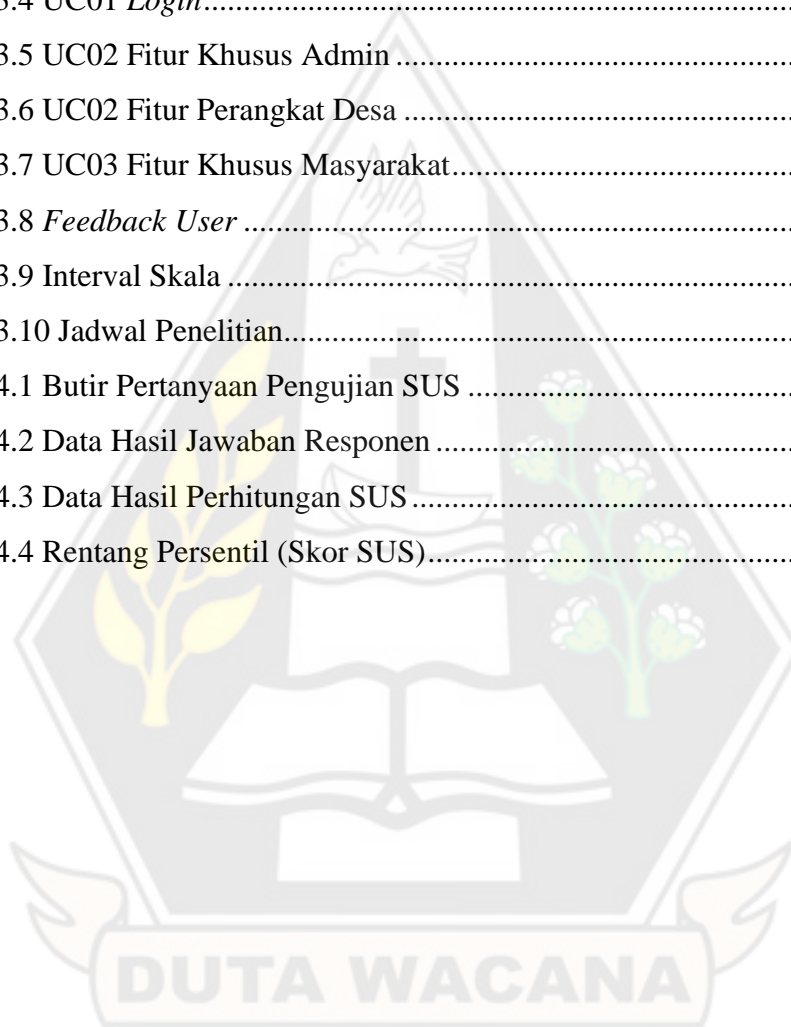 3.4 UC01 Login....................................................................................
3.5 UC02 Fitur Khusus Admin....................................................................................
3.6 UC02 Fitur Perangkat Desa....................................................................................
3.7 UC03 Fitur Khusus Masyarakat....................................................................................
3.8 Feedback User....................................................................................
3.9 Interval Skala....................................................................................
3.10 Jadwal Penelitian....................................................................................
4.1 Butir Pertanyaan Pengujian SUS....................................................................................
4.2 Data Hasil Jawaban Responen....................................................................................
4.3 Data Hasil Perhitungan SUS....................................................................................
4.4 Rentang Persentil (Skor SUS)....................................................................................
DUTA WACANA